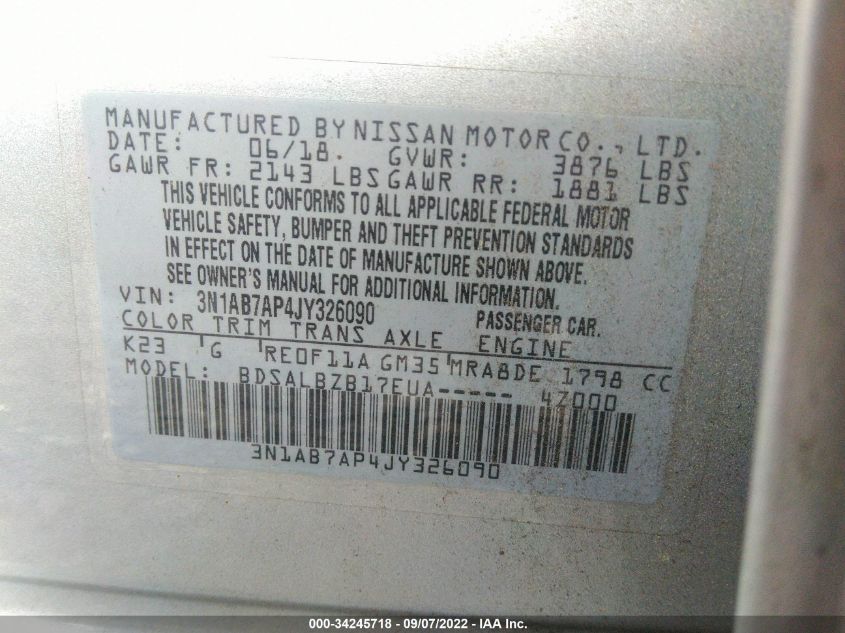 MANUFACTURED BY NISSAN MOTOR CO., LTD.
DATE: 06/18. GVWR: 3876 LBS
GAWR FR: 2143 LBS GAWR RR: 1881 LBS
THIS VEHICLE CONFORMS TO ALL APPLICABLE FEDERAL MOTOR
VEHICLE SAFETY, BUMPER AND THEFT PREVENTION STANDARDS
IN EFFECT ON THE DATE OF MANUFACTURE SHOWN ABOVE.
SEE OWNER'S MANUAL FOR ADDITIONAL INFORMATION.
VIN: 3N1AB7AP4JY326090 PASSENGER CAR.
COLOR TRIM TRANS AXLE ENGINE
K23 G RE0F11A GM35 MRA8DE 1798 CC
MODEL: BDSALBZB17EUA----- 4Z000
3N1AB7AP4JY326090
000-34245718 - 09/07/2022 - IAA Inc.